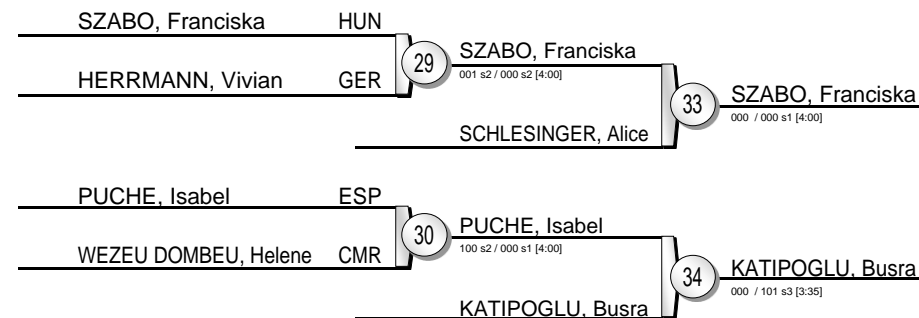 SZABO, Franciska HUN
HERRMANN, Vivian GER
29
SZABO, Franciska
001 s2 / 000 s2 [4:00]
SCHLESINGER, Alice
33
SZABO, Franciska
000 / 000 s1 [4:00]
PUCHE, Isabel ESP
WEZEU DOMBEU, Helene CMR
30
PUCHE, Isabel
100 s2 / 000 s1 [4:00]
KATIPOGLU, Busra
34
KATIPOGLU, Busra
000 / 101 s3 [3:35]